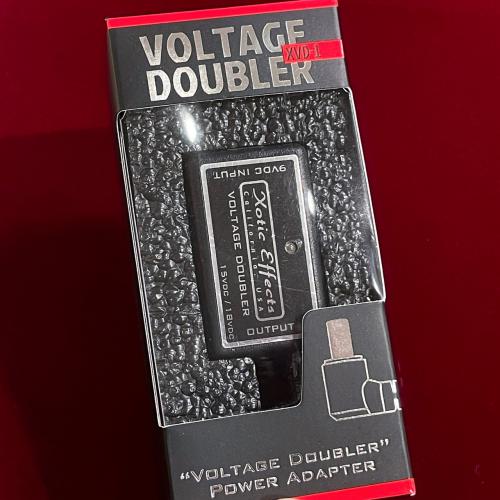 VOLTAGE
DOUBLER
XVD-1
9VDC INPUT
Xotic Effects
California USA
VOLTAGE DOUBLER
15VDC / 18VDC
OUTPUT
“VOLTAGE DOUBLER”
POWER ADAPTER